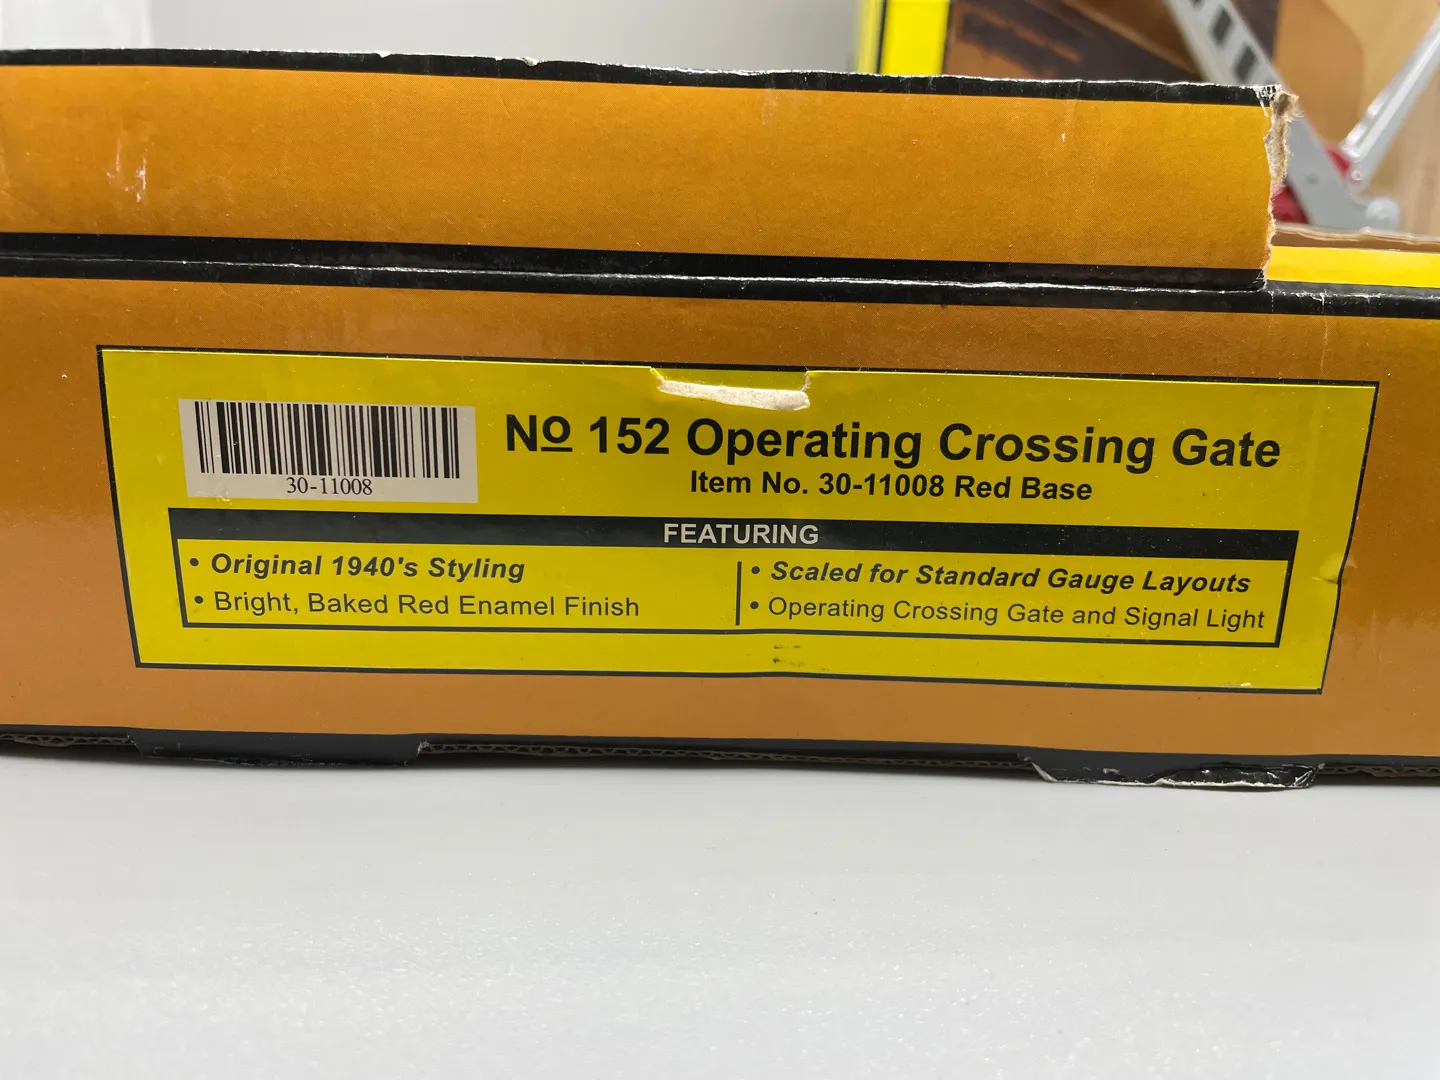 30-11008
Nº 152 Operating Crossing Gate
Item No. 30-11008 Red Base
FEATURING
• Original 1940's Styling
• Bright, Baked Red Enamel Finish
• Scaled for Standard Gauge Layouts
• Operating Crossing Gate and Signal Light